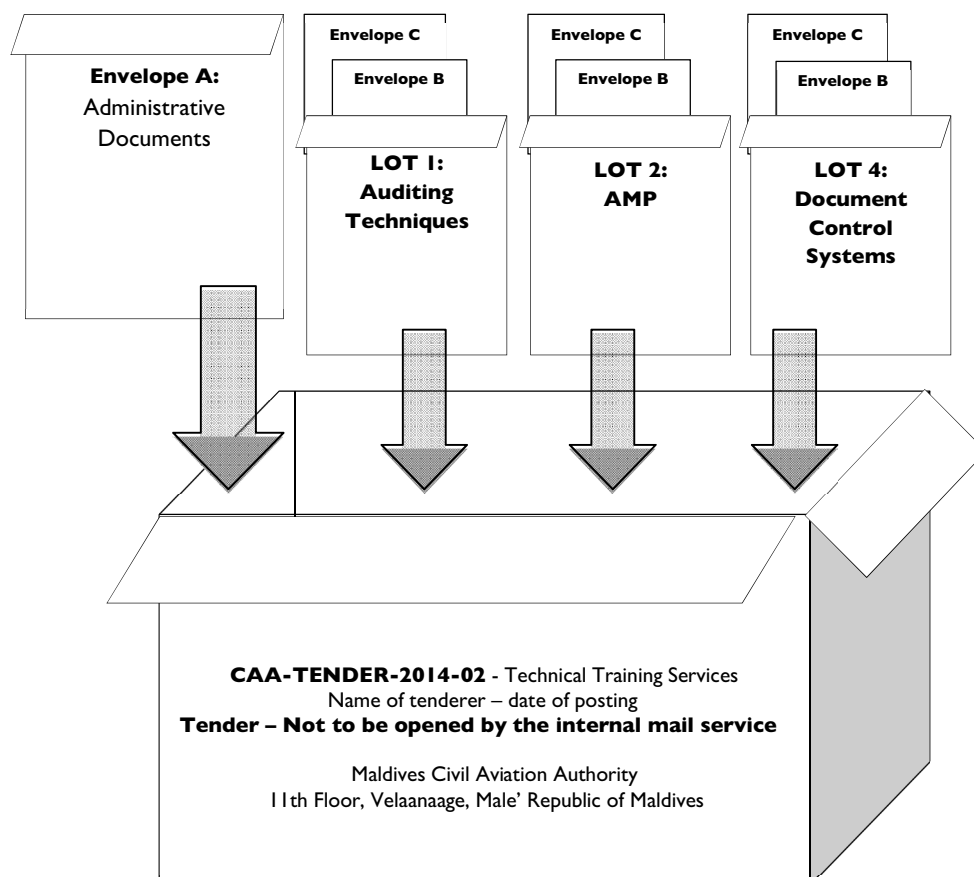 Envelope A:
Administrative
Documents
Envelope C
Envelope B
LOT 1:
Auditing
Techniques
Envelope C
Envelope B
LOT 2:
AMP
Envelope C
Envelope B
LOT 4:
Document
Control
Systems
CAA-TENDER-2014-02 - Technical Training Services
Name of tenderer – date of posting
Tender – Not to be opened by the internal mail service
Maldives Civil Aviation Authority
11th Floor, Velaanaage, Male’ Republic of Maldives